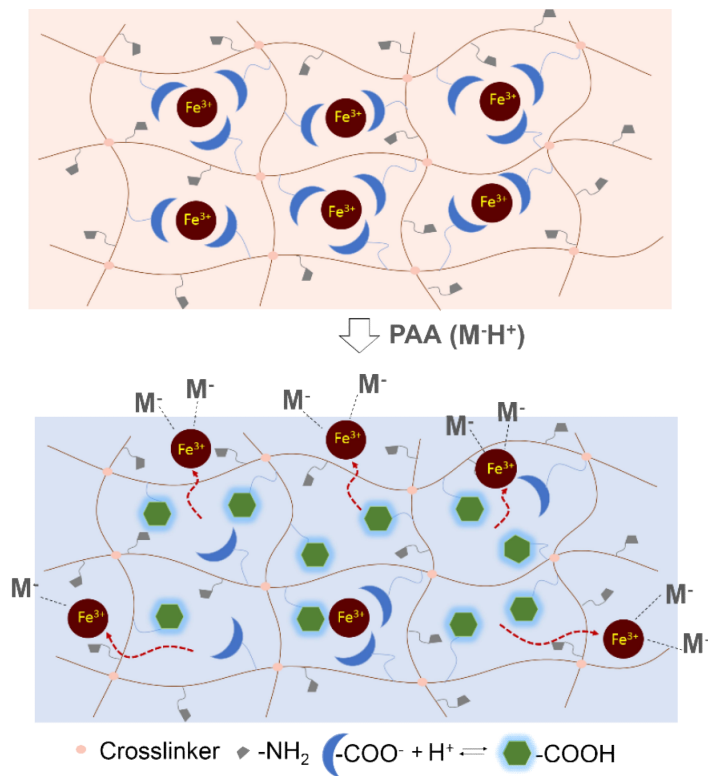 Fe³⁺ Fe³⁺ Fe³⁺
Fe³⁺ Fe³⁺ Fe³⁺
PAA (M⁻H⁺)
M⁻ M⁻ M⁻ M⁻ M⁻ M⁻
Fe³⁺ Fe³⁺ Fe³⁺
M⁻ Fe³⁺ Fe³⁺ Fe³⁺ M⁻
M⁻
Crosslinker -NH₂ -COO⁻ + H⁺ ⇌ -COOH